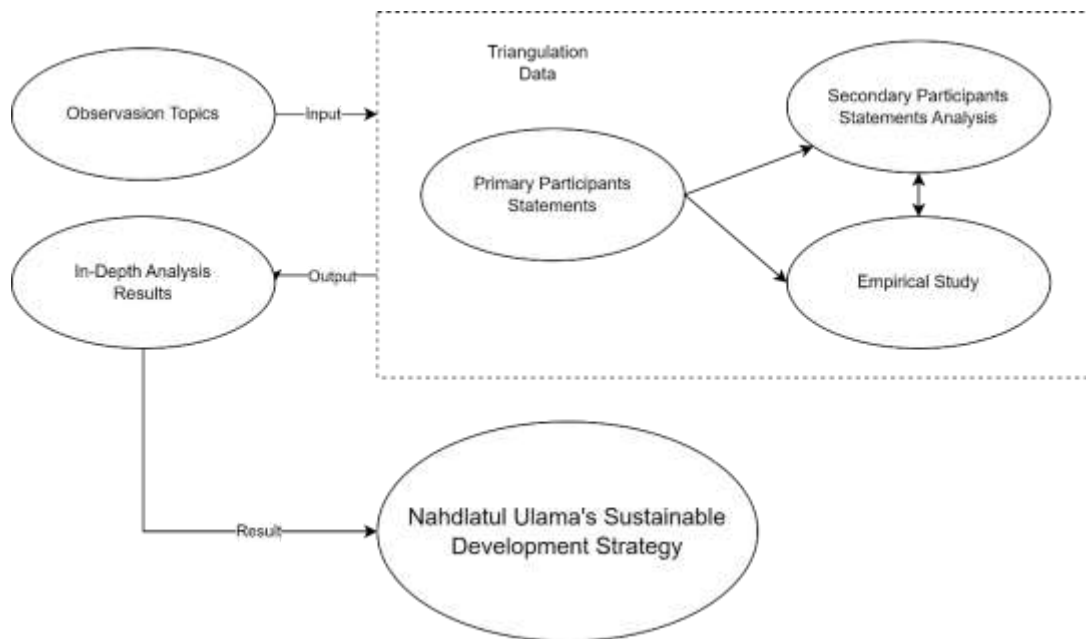 Triangulation
Data
Observasion Topics
Input
Secondary Participants
Statements Analysis
Primary Participants
Statements
In-Depth Analysis
Results
Output
Empirical Study
Result
Nahdlatul Ulama's Sustainable
Development Strategy